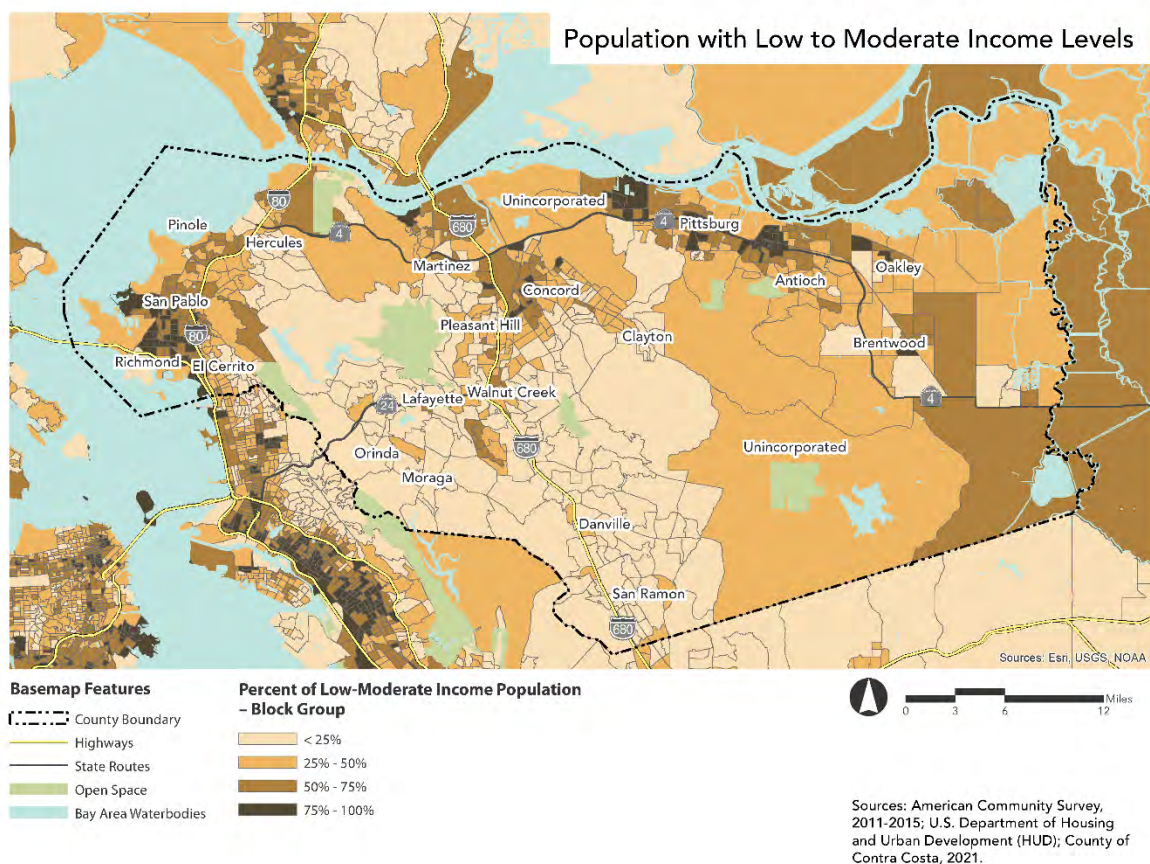 Population with Low to Moderate Income Levels
80
Unincorporated
Pinole
680
4
Pittsburg
Hercules
4
Martinez
Oakley
Antioch
Concord
San Pablo
Pleasant Hill
80
Clayton
Brentwood
Richmond
El Cerrito
Walnut Creek
4
Lafayette
24
680
Unincorporated
Orinda
Moraga
Danville
San Ramon
680
Sources: Esri, USGS, NOAA
Basemap Features
County Boundary
Highways
State Routes
Open Space
Bay Area Waterbodies
Percent of Low-Moderate Income Population
– Block Group
< 25%
25% - 50%
50% - 75%
75% - 100%
Miles
0 3 6 12
Sources: American Community Survey,
2011-2015; U.S. Department of Housing
and Urban Development (HUD); County of
Contra Costa, 2021.